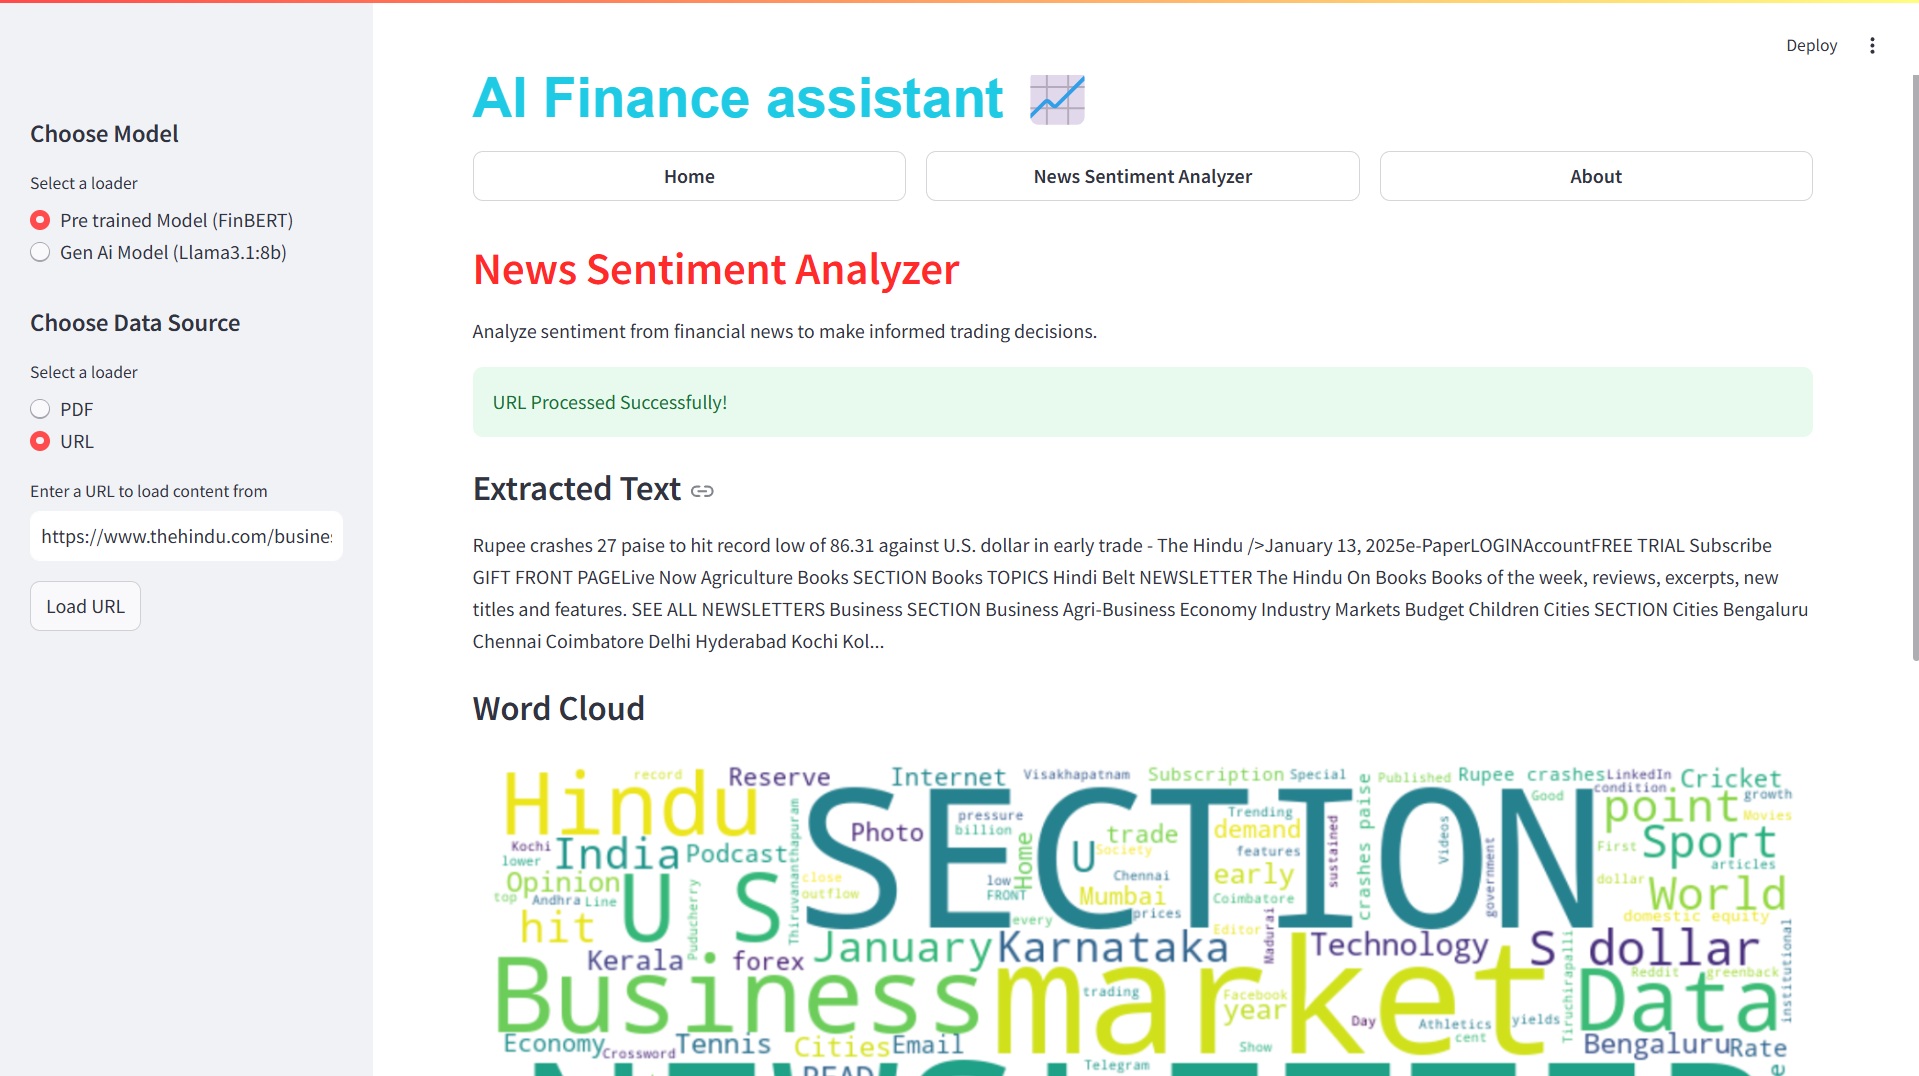 Deploy
AI Finance assistant
Home
News Sentiment Analyzer
About
Choose Model
Select a loader
Pre trained Model (FinBERT)
Gen Ai Model (Llama3.1:8b)
Choose Data Source
Select a loader
PDF
URL
Enter a URL to load content from
https://www.thehindu.com/busine
Load URL
News Sentiment Analyzer
Analyze sentiment from financial news to make informed trading decisions.
URL Processed Successfully!
Extracted Text
Rupee crashes 27 paise to hit record low of 86.31 against U.S. dollar in early trade - The Hindu />January 13, 2025e-PaperLOGINAccountFREE TRIAL Subscribe
GIFT FRONT PAGELive Now Agriculture Books SECTION Books TOPICS Hindi Belt NEWSLETTER The Hindu On Books Books of the week, reviews, excerpts, new
titles and features. SEE ALL NEWSLETTERS Business SECTION Business Agri-Business Economy Industry Markets Budget Children Cities SECTION Cities Bengaluru
Chennai Coimbatore Delhi Hyderabad Kochi Kol...
Word Cloud
Hindu
record
Reserve
Internet
Visakhapatnam
Subscription
Special
Published
Rupee crashes
LinkedIn
Cricket
condition
growth
Good
point
Movies
SECTION
Photo
pressure
billion
Home
trade
Trending
demand
features
sustained
crashes paise
Videos
government
First
Sport
articles
Kochi
lower
India
Podcast
Thiruvananthapuram
U
Society
Chennai
early
Coimbatore
dollar
World
Opinion
top
Andhra
Line
U S
Puducherry
close
outflow
low
FRONT
Mumbai
prices
every
Editor
Madurai
domestic equity
hit
January
Karnataka
Technology
S dollar
Kerala
forex
Tiruchirapalli
Reddit
greenback
institutional
Business
market
trading
Facebook
year
Day
Athletics
yields
cent
Data
Economy
Crossword
Tennis
Cities
Email
Show
Telegram
Bengaluru
Rate
READ
NEWSLETTER